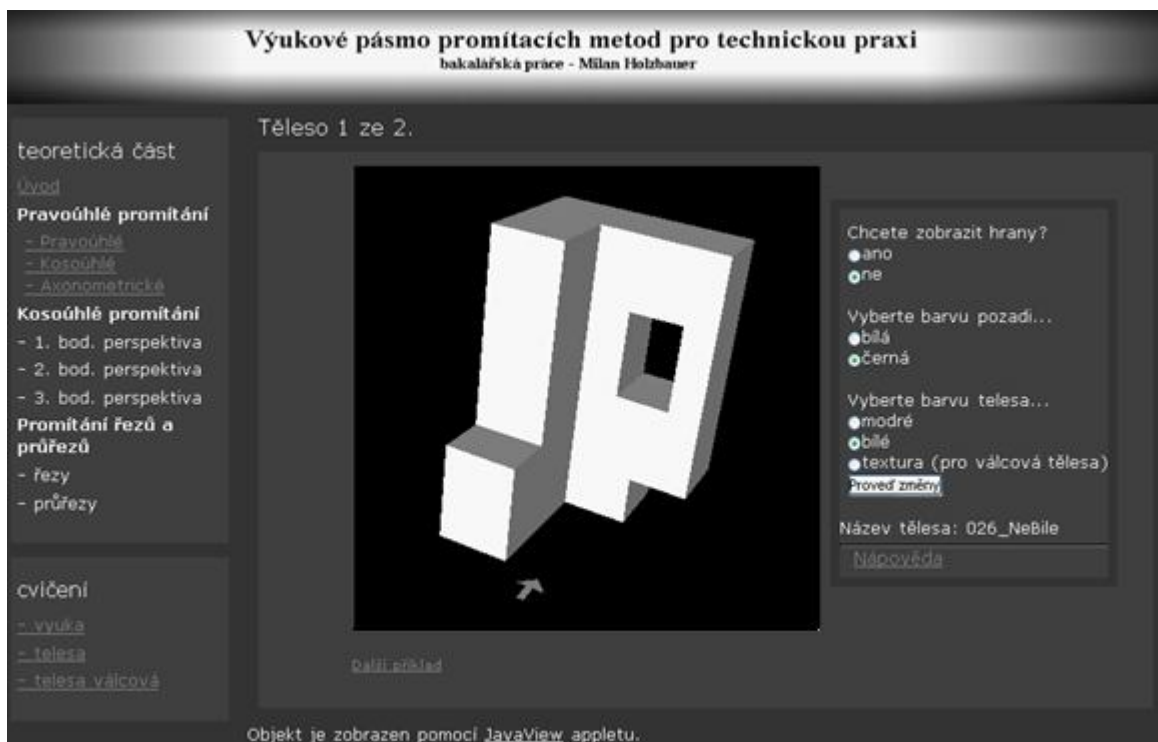 Výukové pásmo promítacích metod pro technickou praxi
bakalářská práce - Milan Holzbauer
teoretická část
Úvod
Pravoúhlé promítání
- Pravoúhlé
- Kosoúhlé
- Axonometrické
Kosoúhlé promítání
- 1. bod. perspektiva
- 2. bod. perspektiva
- 3. bod. perspektiva
Promítání řezů a
průřezů
- řezy
- průřezy
cvičení
- vyuka
- telesa
- telesa válcová
Těleso 1 ze 2.
Chcete zobrazit hrany?
ano
ne
Vyberte barvu pozadi...
bílá
černá
Vyberte barvu telesa...
modré
bílé
textura (pro válcová tělesa)
Proveď změny
Název tělesa: 026_NeBile
Nápověda
Další příklad
Objekt je zobrazen pomocí JavaView appletu.